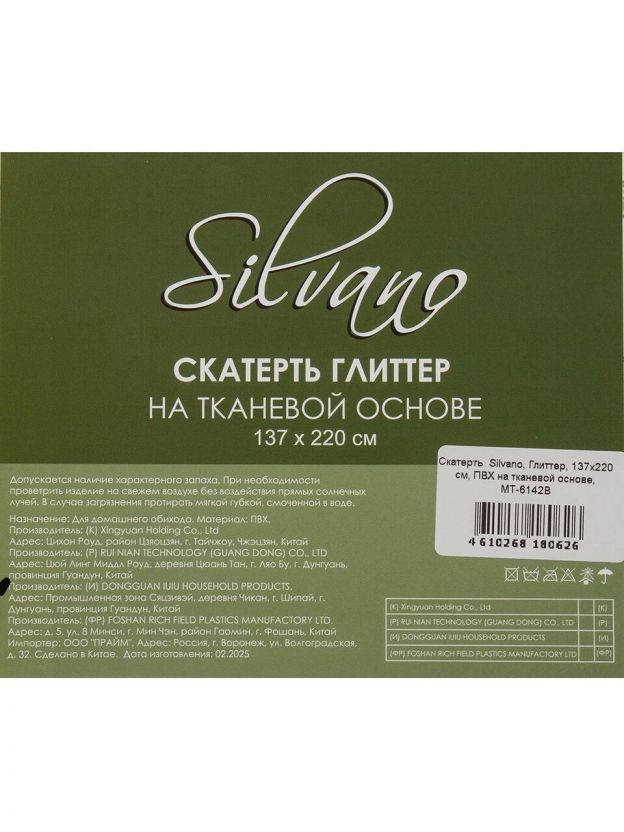 Silvano
СКАТЕРТЬ ГЛИТТЕР
НА ТКАНЕВОЙ ОСНОВЕ
137 х 220 см
Скатерть Silvano, Глиттер, 137х220
см, ПВХ на тканевой основе,
МТ-6142В
4 610268 180626
Допускается наличие характерного запаха. При необходимости
проветрить изделие на свежем воздухе без воздействия прямых солнечных
лучей. В случае загрязнения протирать мягкой губкой, смоченной в воде.
Назначение: Для домашнего обихода. Материал: ПВХ.
Производитель: (К) Xingyuan Holding Co., Ltd
Адрес: Цихон Роуд, район Цзяоцзян, г. Тайчжоу, Чжэцзян, Китай
Производитель: (Р) RUI NIAN TECHNOLOGY (GUANG DONG) CO., LTD
Адрес: Цюй Линг Миддл Роуд, деревня Цюань Тан, г. Ляо Бу, г. Дунгуань,
провинция Гуандун, Китай
Производитель: (И) DONGGUAN IUIU HOUSEHOLD PRODUCTS.
Адрес: Промышленная зона Сяцзивэй, деревня Чикан, г. Шипай, г.
Дунгуань, провинция Гуандун, Китай
Производитель: (ФР) FOSHAN RICH FIELD PLASTICS MANUFACTORY LTD.
Адрес: д. 5, ул. 8 Минси, г. Мин Чэн, район Гаомин, г. Фошань, Китай
Импортер: ООО "ПРАЙМ". Адрес: Россия, г. Воронеж, ул. Волгоградская,
д. 32. Сделано в Китае. Дата изготовления: 02.2025
(К) Xingyuan Holding Co., Ltd (К)
(Р) RUI NIAN TECHNOLOGY (GUANG DONG) CO., LTD (Р)
(И) DONGGUAN IUIU HOUSEHOLD PRODUCTS (И)
(ФР) FOSHAN RICH FIELD PLASTICS MANUFACTORY LTD (ФР)